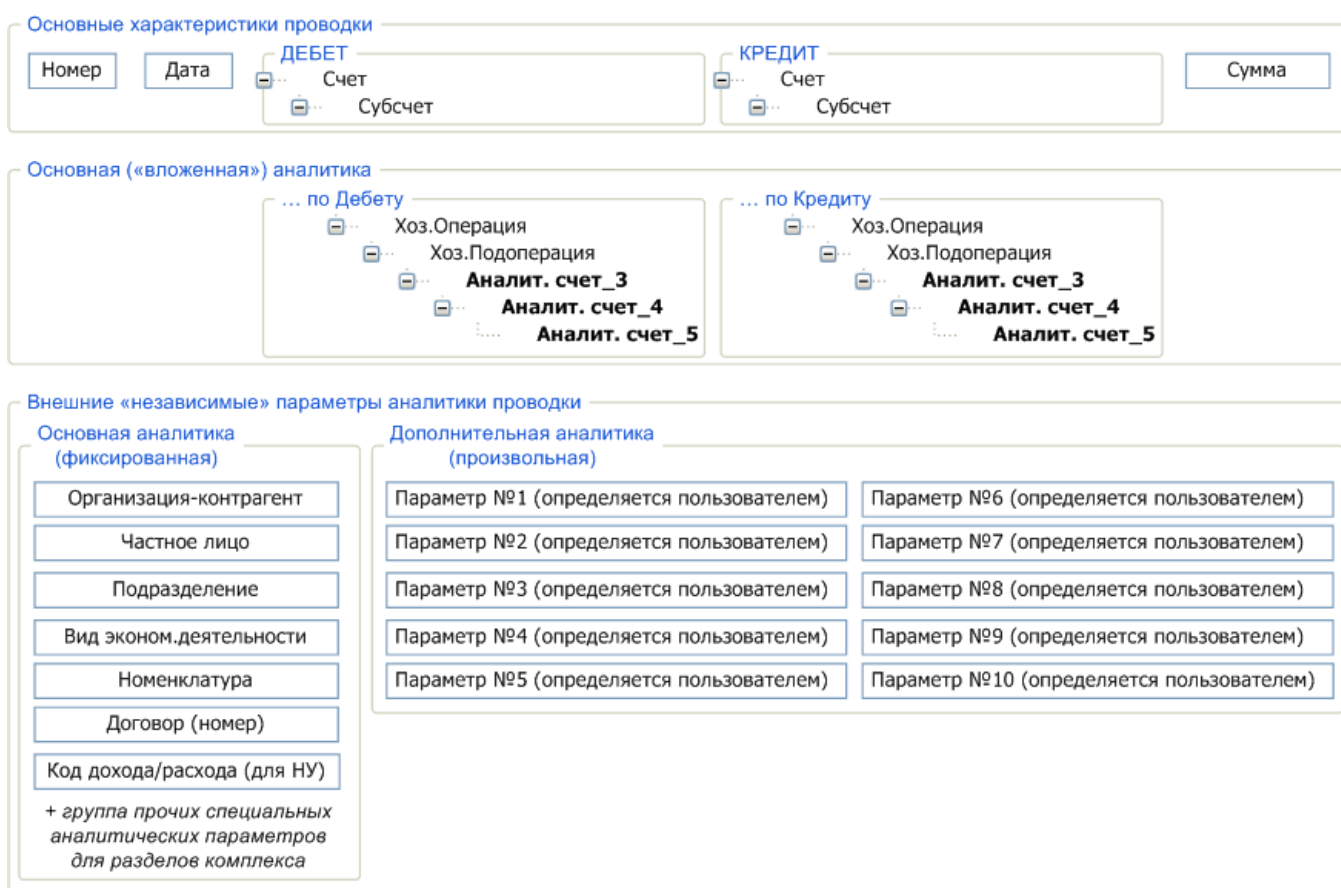 Основные характеристики проводки
Номер
Дата
ДЕБЕТ
Счет
Субсчет
КРЕДИТ
Счет
Субсчет
Сумма
Основная («вложенная») аналитика
... по Дебету
Хоз.Операция
Хоз.Подоперация
Аналит. счет_3
Аналит. счет_4
Аналит. счет_5
... по Кредиту
Хоз.Операция
Хоз.Подоперация
Аналит. счет_3
Аналит. счет_4
Аналит. счет_5
Внешние «независимые» параметры аналитики проводки
Основная аналитика
(фиксированная)
Организация-контрагент
Частное лицо
Подразделение
Вид эконом.деятельности
Номенклатура
Договор (номер)
Код дохода/расхода (для НУ)
+ группа прочих специальных
аналитических параметров
для разделов комплекса
Дополнительная аналитика
(произвольная)
Параметр №1 (определяется пользователем)
Параметр №2 (определяется пользователем)
Параметр №3 (определяется пользователем)
Параметр №4 (определяется пользователем)
Параметр №5 (определяется пользователем)
Параметр №6 (определяется пользователем)
Параметр №7 (определяется пользователем)
Параметр №8 (определяется пользователем)
Параметр №9 (определяется пользователем)
Параметр №10 (определяется пользователем)